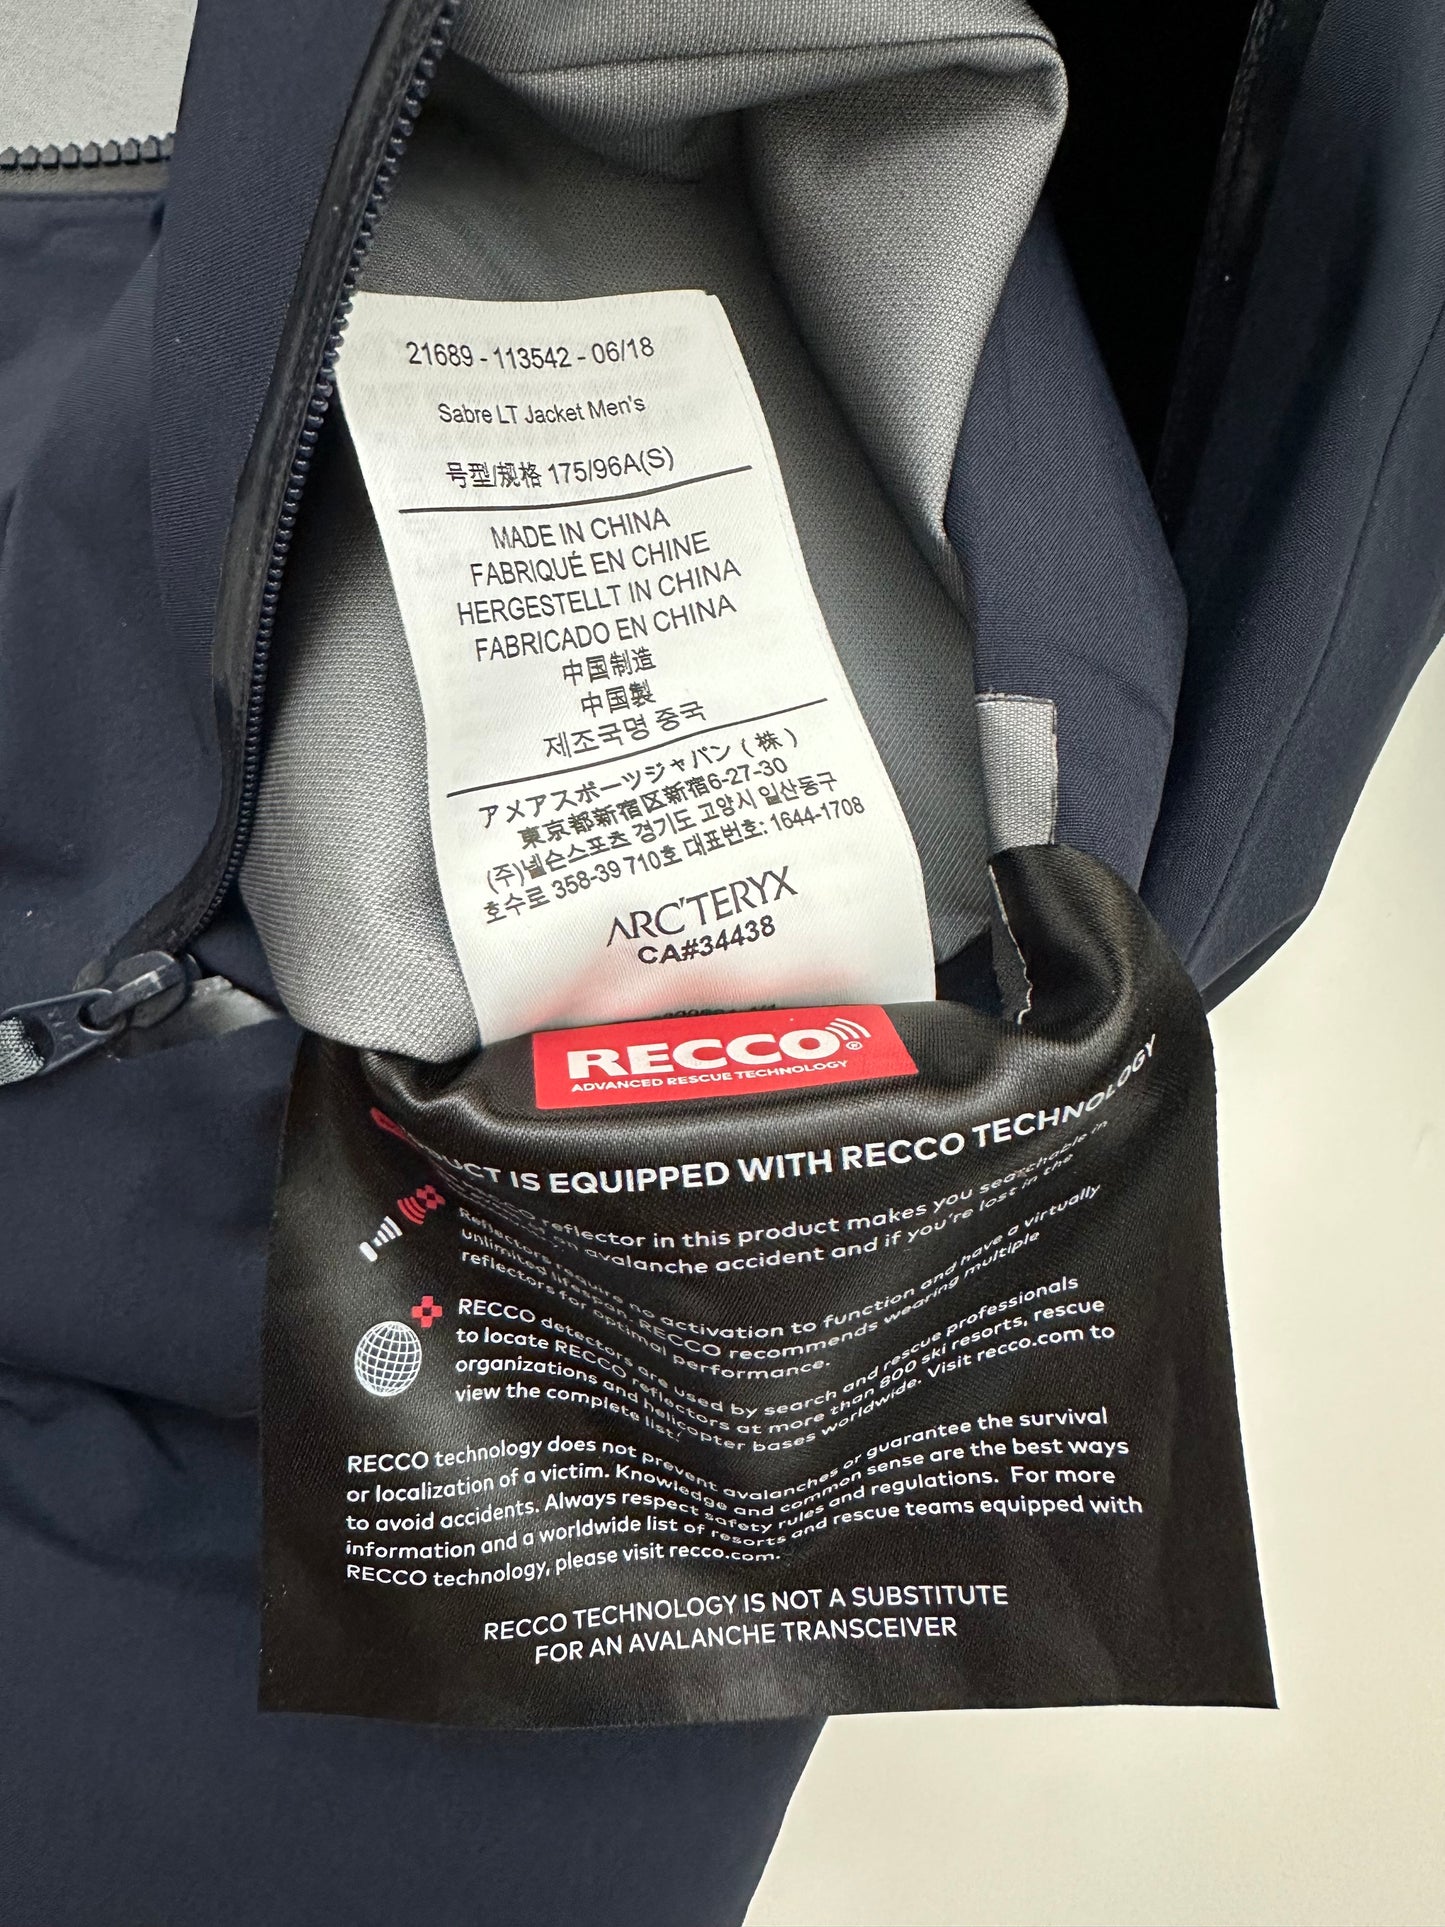 21689 - 113542 - 06/18
Sabre LT Jacket Men's
号型/规格 175/96A(S)
MADE IN CHINA
FABRIQUÉ EN CHINE
HERGESTELLT IN CHINA
FABRICADO EN CHINA
中国制造
中国製
제조국명 중국
アメアスポーツジャパン（株）
東京都新宿区新宿6-27-30
(주)넬슨스포츠 경기도 고양시 일산동구
호수로 358-39 710호 대표번호: 1644-1708
ARC'TERYX
CA#34438
RECCO®
ADVANCED RESCUE TECHNOLOGY
IS EQUIPPED WITH RECCO TECHNOLOGY
reflector in this product makes you searchable in
avalanche accident and if you're lost in the
Reflectors require no activation to function and have a virtually
unlimited lifespan. RECCO recommends wearing multiple
reflectors for optimal performance.
RECCO detectors are used by search and rescue professionals
to locate RECCO reflectors at more than 800 ski resorts, rescue
organizations and helicopter bases worldwide. Visit recco.com to
view the complete list.
RECCO technology does not prevent avalanches or guarantee the survival
or localization of a victim. Knowledge and common sense are the best ways
to avoid accidents. Always respect safety rules and regulations. For more
information and a worldwide list of resorts and rescue teams equipped with
RECCO technology, please visit recco.com.
RECCO TECHNOLOGY IS NOT A SUBSTITUTE
FOR AN AVALANCHE TRANSCEIVER